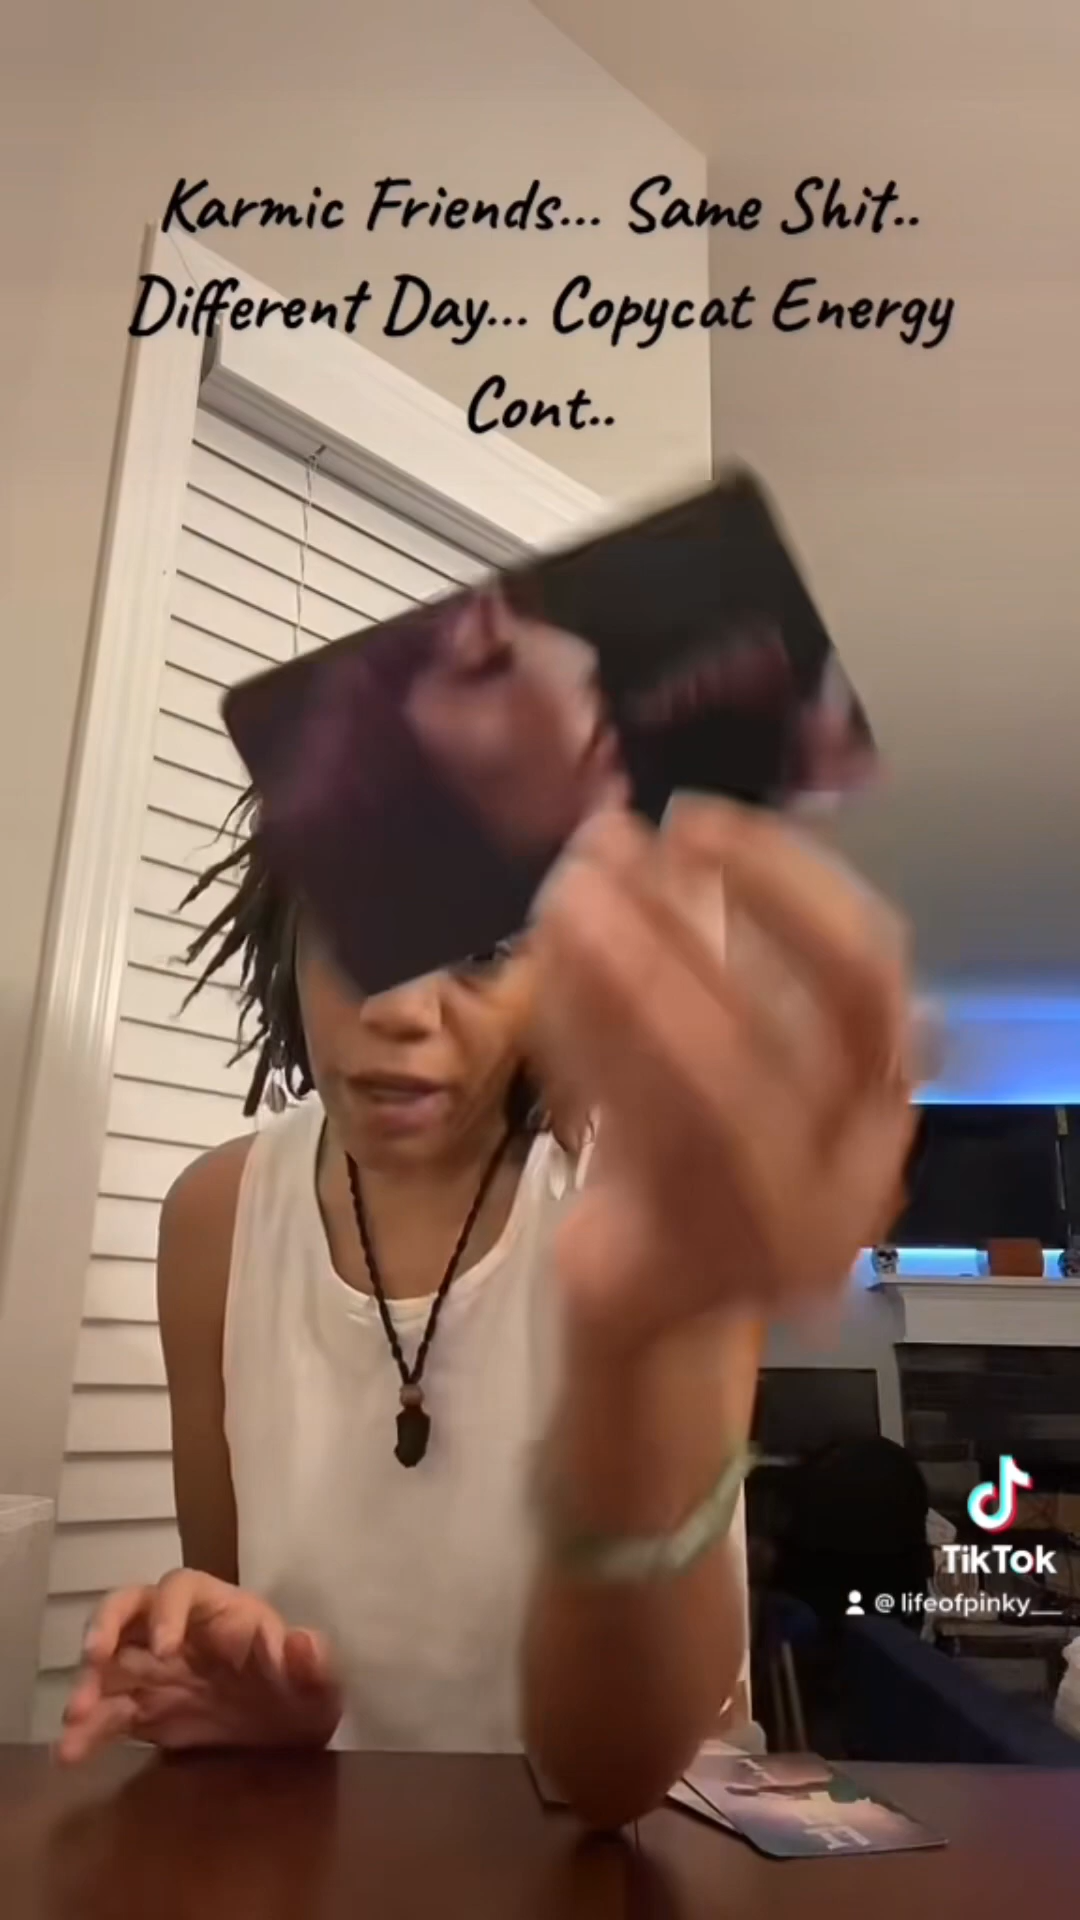 Karmic Friends... Same Shit..
Different Day... Copycat Energy
Cont..
TikTok
@lifeofpinky__